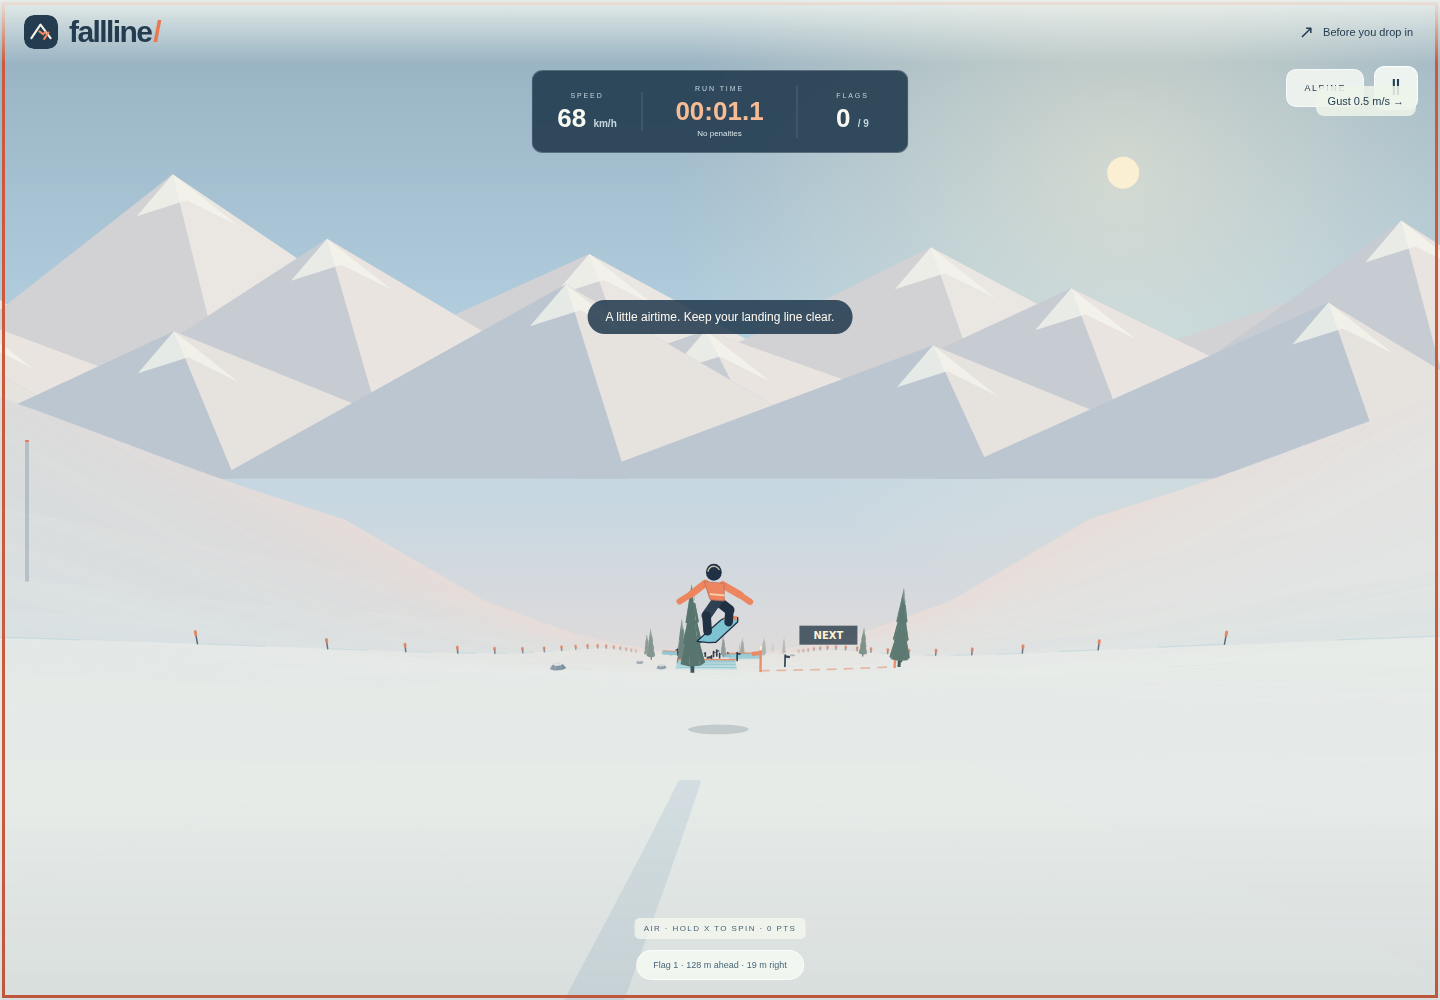 fallline/
Before you drop in
SPEED
68 km/h
RUN TIME
00:01.1
No penalties
FLAGS
0 / 9
ALPINE
Gust 0.5 m/s →
A little airtime. Keep your landing line clear.
NEXT
AIR · HOLD X TO SPIN · 0 PTS
Flag 1 · 128 m ahead · 19 m right